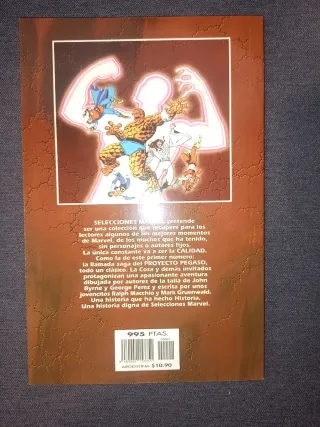 SELECCIONES MARVEL pretende
ser una colección que recupere para los
lectores algunos de los mejores momentos
de Marvel, de los muchos que ha tenido,
sin personajes o autores fijos.
La única constante va a ser la CALIDAD.
Como la de este primer número:
la llamada saga del PROYECTO PEGASO,
todo un clásico. La Cosa y demás invitados
protagonizan una apasionante aventura
dibujada por autores de la talla de John
Byrne y George Perez y escrita por unos
jovencitos Ralph Macchio y Mark Gruenwald.
Una historia que ha hecho Historia.
Una historia digna de Selecciones Marvel.
995 PTAS.
ARGENTINA $10.90